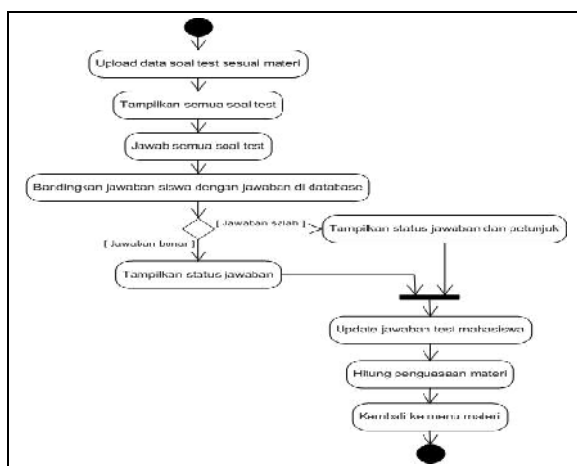 Upload data soal test sesuai materi
Tampilkan semua soal test
Jawab semua soal test
Bandingkan jawaban siswa dengan jawaban di database
[ Jawaban salah ]
Tampilkan status jawaban dan petunjuk
[ Jawaban benar ]
Tampilkan status jawaban
Update jawaban test mahasiswa
Hitung penguasaan materi
Kembali ke menu materi